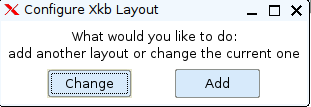 Configure Xkb Layout
What would you like to do:
add another layout or change the current one
Change
Add